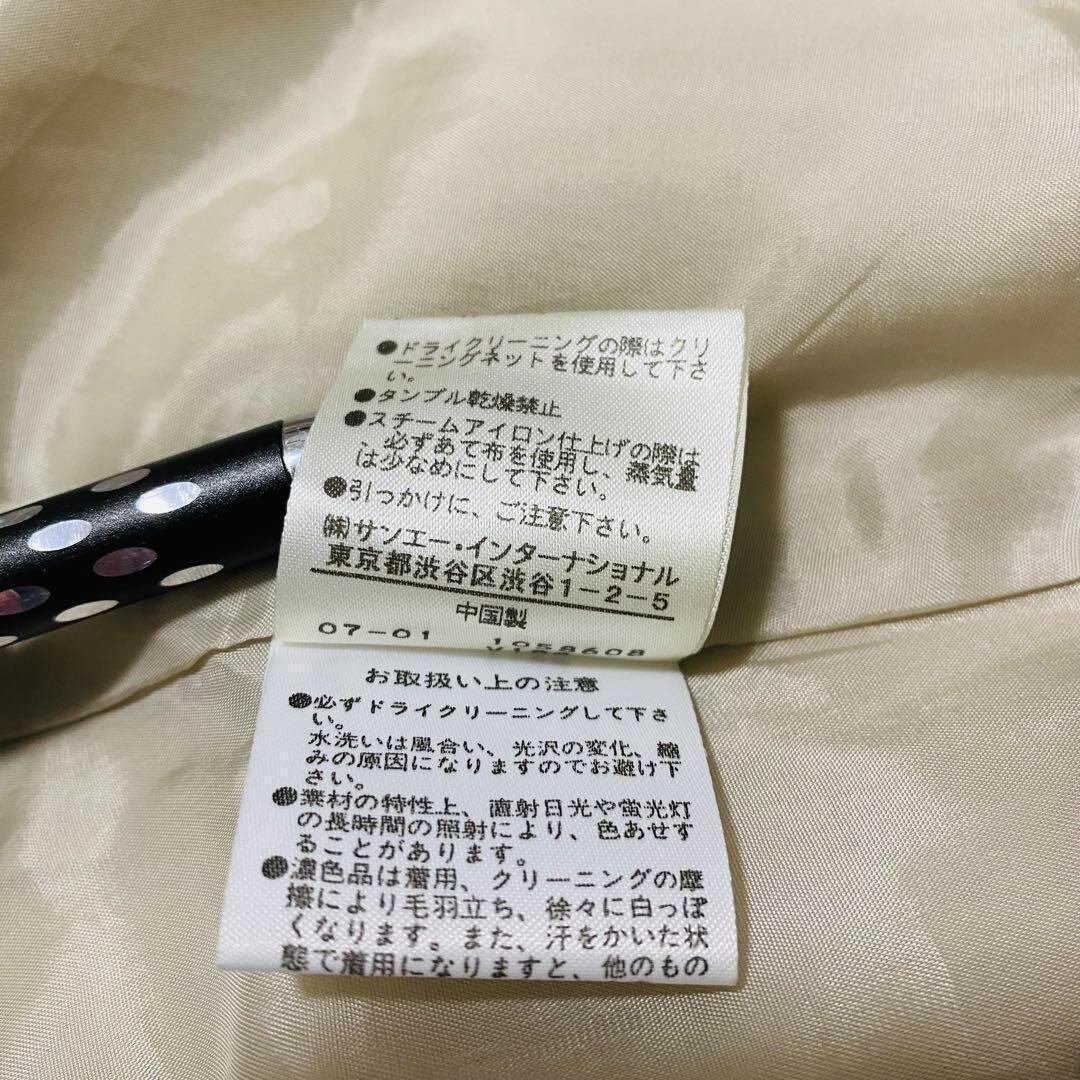 ●ドライクリーニングの際はクリ
ーニングネットを使用して下さ
い。
●タンブル乾燥禁止
●スチームアイロン仕上げの際は
、必ずあて布を使用し、蒸気量
は少なめにして下さい。
●引っかけに、ご注意下さい。
㈱サンエー・インターナショナル
東京都渋谷区渋谷1-2-5
中国製
07-01 1058608
お取扱い上の注意
●必ずドライクリーニングして下さ
い。
水洗いは風合い、光沢の変化、縮
みの原因になりますのでお避け下
さい。
●素材の特性上、直射日光や蛍光灯
の長時間の照射により、色あせす
ることがあります。
●濃色品は着用、クリーニングの摩
擦により毛羽立ち、徐々に白っぽ
くなります。また、汗をかいた状
態で着用になりますと、他のもの